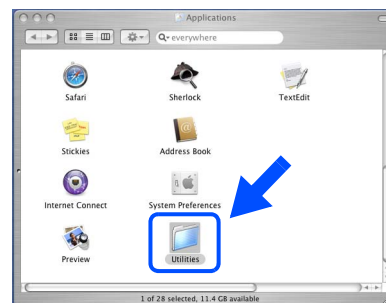 Applications
everywhere
Safari
Sherlock
TextEdit
Stickies
Address Book
Internet Connect
System Preferences
Preview
Utilities
1 of 28 selected, 11.4 GB available